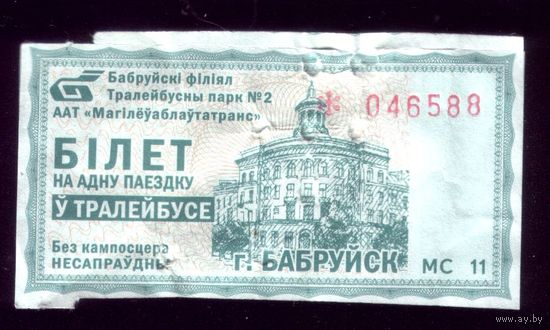 Бабруйскі філіял
Тралейбусны парк №2
ААТ «Магілёўаблаўтатранс»
* 046588
БІЛЕТ
НА АДНУ ПАЕЗДКУ
Ў ТРАЛЕЙБУСЕ
Без кампосцера
НЕСАПРАЎДНЫ
г. БАБРУЙСК
МС 11
www.ay.by